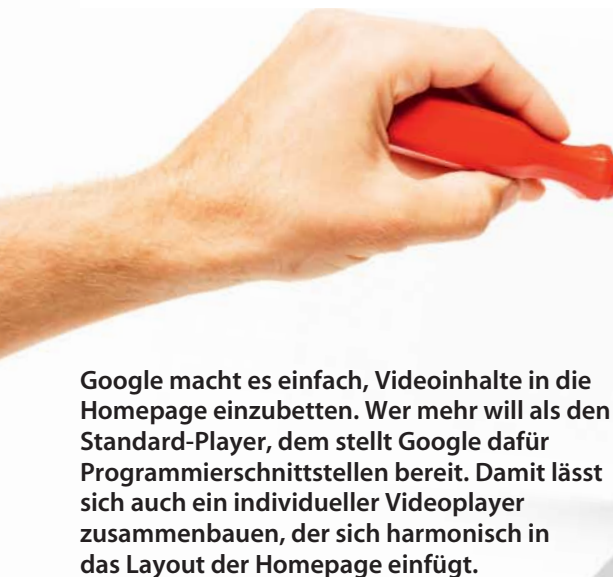 Google macht es einfach, Videoinhalte in die
Homepage einzubetten. Wer mehr will als den
Standard-Player, dem stellt Google dafür
Programmierschnittstellen bereit. Damit lässt
sich auch ein individueller Videoplayer
zusammenbauen, der sich harmonisch in
das Layout der Homepage einfügt.